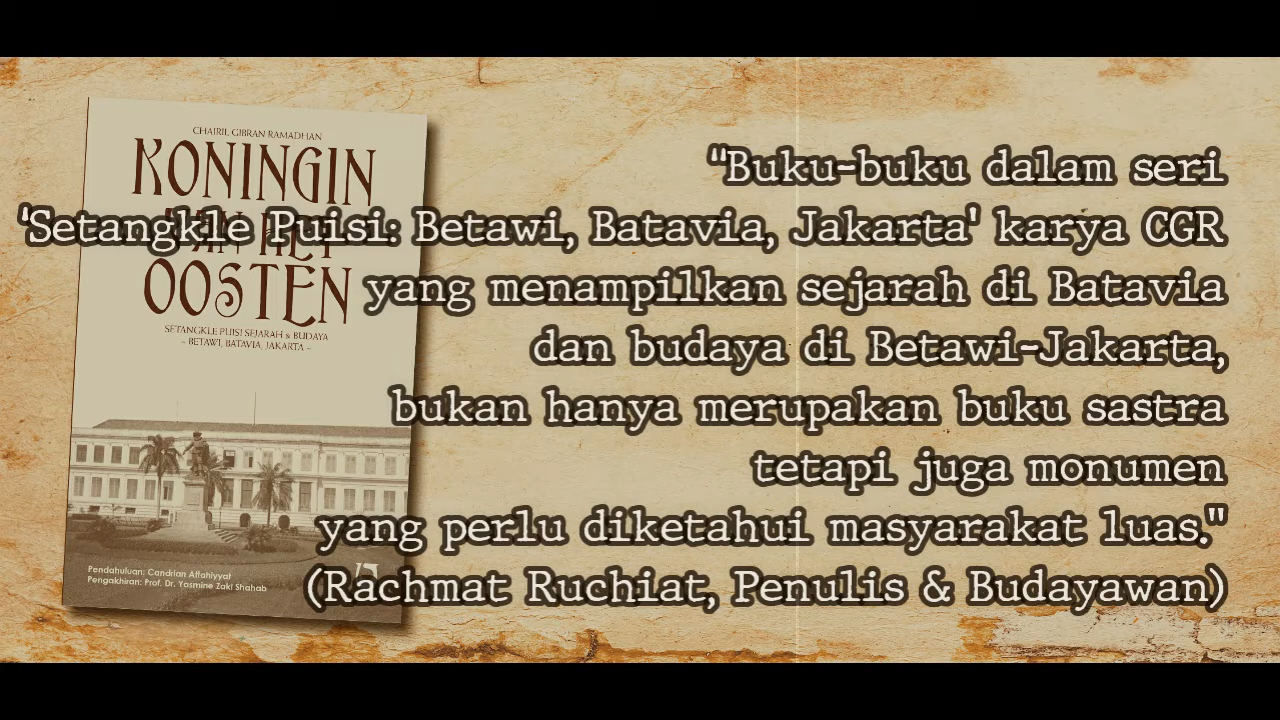 CHAIRIL GIBRAN RAMADHAN
KONINGIN
OOSTEN
SETANGKLE PUISI SEJARAH & BUDAYA
~ BETAWI, BATAVIA, JAKARTA ~
Pendahuluan: Candrian Attahiyyat
Pengakhiran: Prof. Dr. Yasmine Zaki Shahab
"Buku-buku dalam seri
'Setangkle Puisi: Betawi, Batavia, Jakarta' karya CGR
yang menampilkan sejarah di Batavia
dan budaya di Betawi-Jakarta,
bukan hanya merupakan buku sastra
tetapi juga monumen
yang perlu diketahui masyarakat luas."
(Rachmat Ruchiat, Penulis & Budayawan)